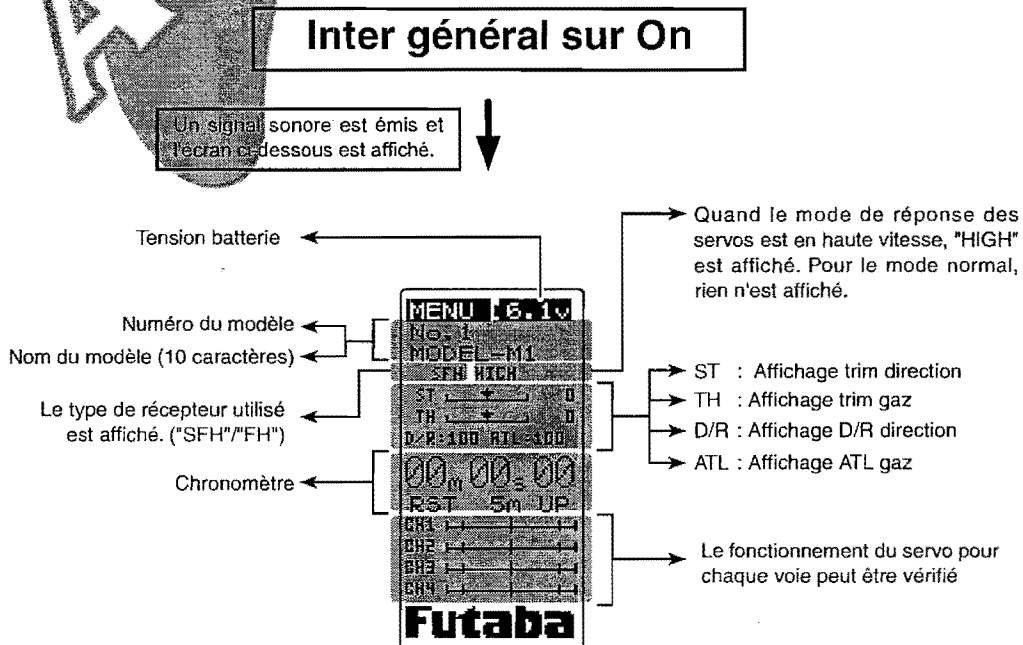 A
Inter général sur On
Un signal sonore est émis et
l'écran ci-dessous est affiché.
Tension batterie
Quand le mode de réponse des
servos est en haute vitesse, "HIGH"
est affiché. Pour le mode normal,
rien n'est affiché.
Numéro du modèle
Nom du modèle (10 caractères)
Le type de récepteur utilisé
est affiché. ("SFH"/"FH")
Chronomètre
MENU 6.1v
No. 1
MODEL-M1
SFH HIGH
ST 0
TH 0
D/R:100 ATL:100
00m 00s 00
RST 5m UP
CH1
CH2
CH3
CH4
Futaba
ST : Affichage trim direction
TH : Affichage trim gaz
D/R : Affichage D/R direction
ATL : Affichage ATL gaz
Le fonctionnement du servo pour
chaque voie peut être vérifié